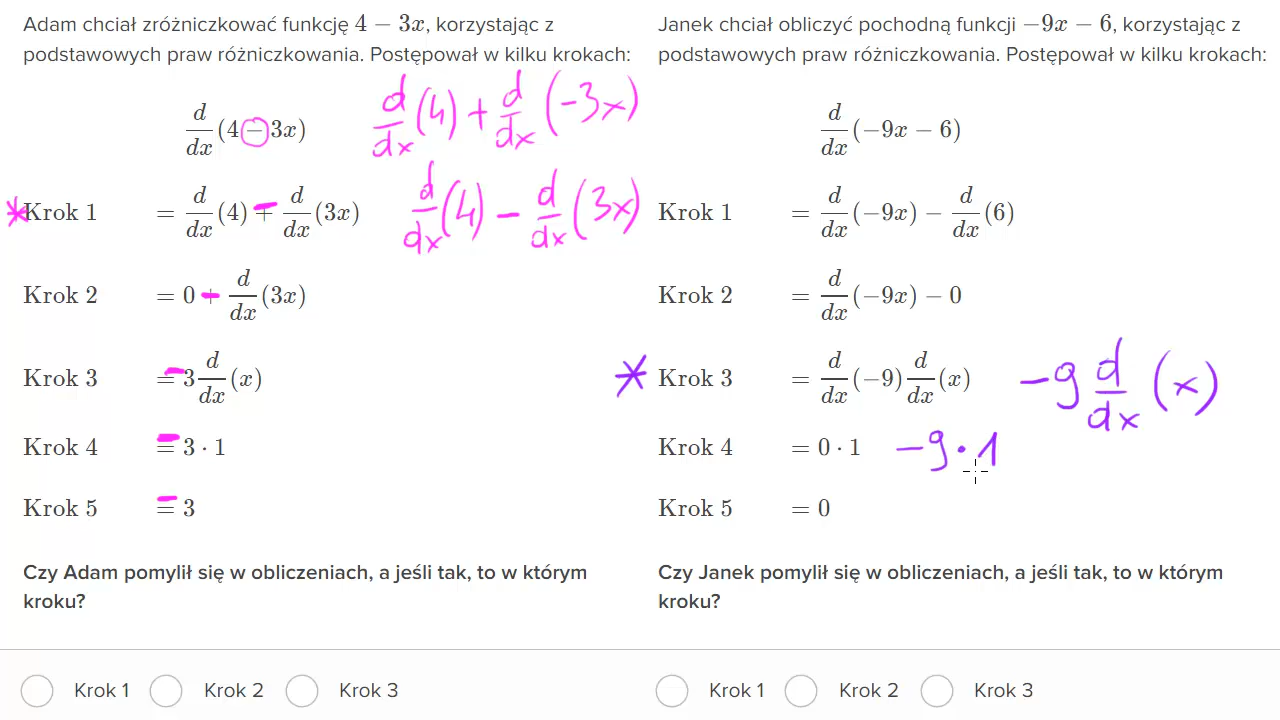 Adam chciał zróżniczkować funkcję 4 − 3x, korzystając z
podstawowych praw różniczkowania. Postępował w kilku krokach:
d/dx (4 − 3x)
d/dx (4) + d/dx (−3x)
* Krok 1 = d/dx (4) − d/dx (3x)
d/dx (4) − d/dx (3x)
Krok 2 = 0 − d/dx (3x)
Krok 3 = −3 d/dx (x)
Krok 4 = −3 · 1
Krok 5 = −3
Czy Adam pomylił się w obliczeniach, a jeśli tak, to w którym
kroku?
Krok 1 Krok 2 Krok 3
Janek chciał obliczyć pochodną funkcji −9x − 6, korzystając z
podstawowych praw różniczkowania. Postępował w kilku krokach:
d/dx (−9x − 6)
Krok 1 = d/dx (−9x) − d/dx (6)
Krok 2 = d/dx (−9x) − 0
* Krok 3 = d/dx (−9) d/dx (x)
−9 d/dx (x)
Krok 4 = 0 · 1
−9 · 1
Krok 5 = 0
Czy Janek pomylił się w obliczeniach, a jeśli tak, to w którym
kroku?
Krok 1 Krok 2 Krok 3